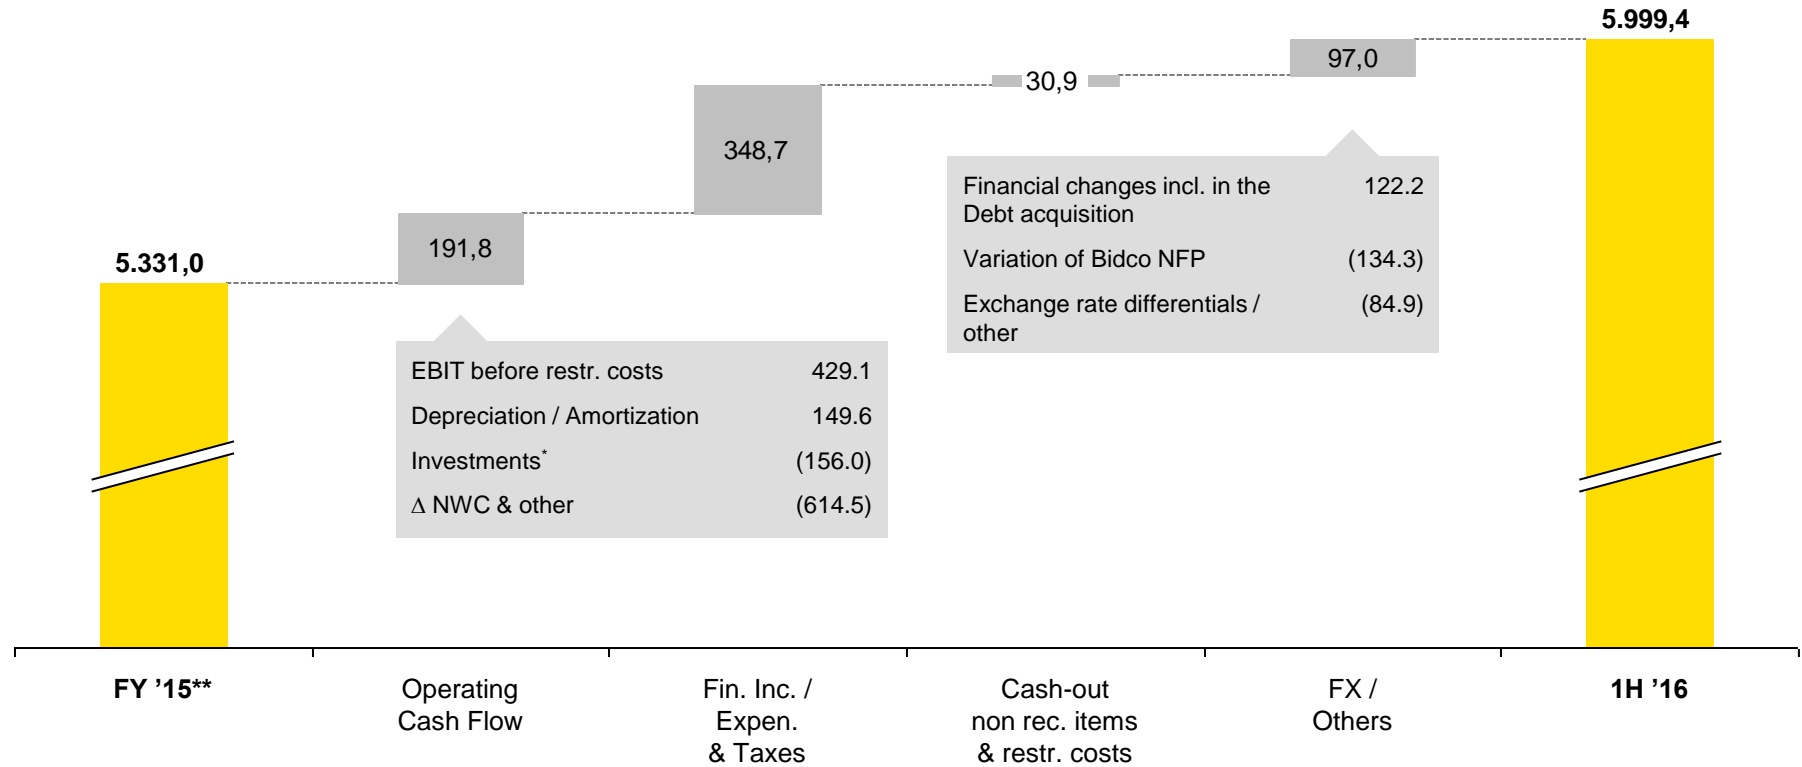 5.999,4
97,0
30,9
348,7
191,8
5.331,0
Financial changes incl. in the 122.2
Debt acquisition
Variation of Bidco NFP (134.3)
Exchange rate differentials / (84.9)
other
EBIT before restr. costs 429.1
Depreciation / Amortization 149.6
Investments* (156.0)
Δ NWC & other (614.5)
FY ’15**
Operating
Cash Flow
Fin. Inc. /
Expen.
& Taxes
Cash-out
non rec. items
& restr. costs
FX /
Others
1H ’16